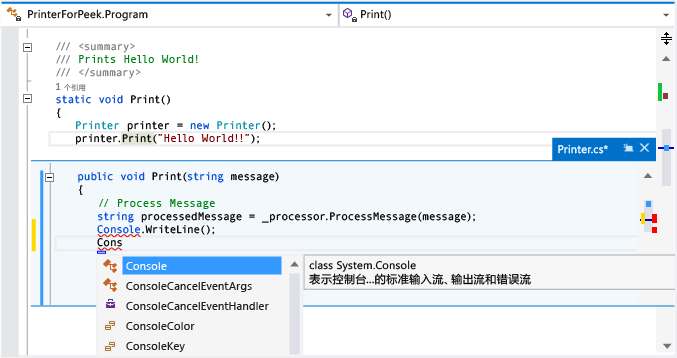 PrinterForPeek.Program
Print()
/// <summary>
/// Prints Hello World!
/// </summary>
1 个引用
static void Print()
{
Printer printer = new Printer();
printer.Print("Hello World!!");
Printer.cs*
public void Print(string message)
{
// Process Message
string processedMessage = _processor.ProcessMessage(message);
Console.WriteLine();
Cons
Console
ConsoleCancelEventArgs
ConsoleCancelEventHandler
ConsoleColor
ConsoleKey
class System.Console
表示控制台...的标准输入流、输出流和错误流